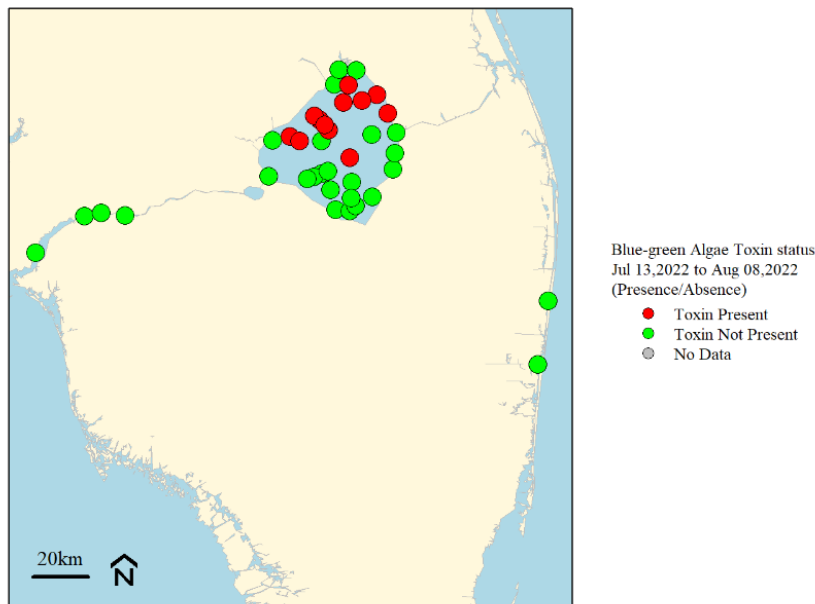 Blue-green Algae Toxin status
Jul 13,2022 to Aug 08,2022
(Presence/Absence)
Toxin Present
Toxin Not Present
No Data
20km
N